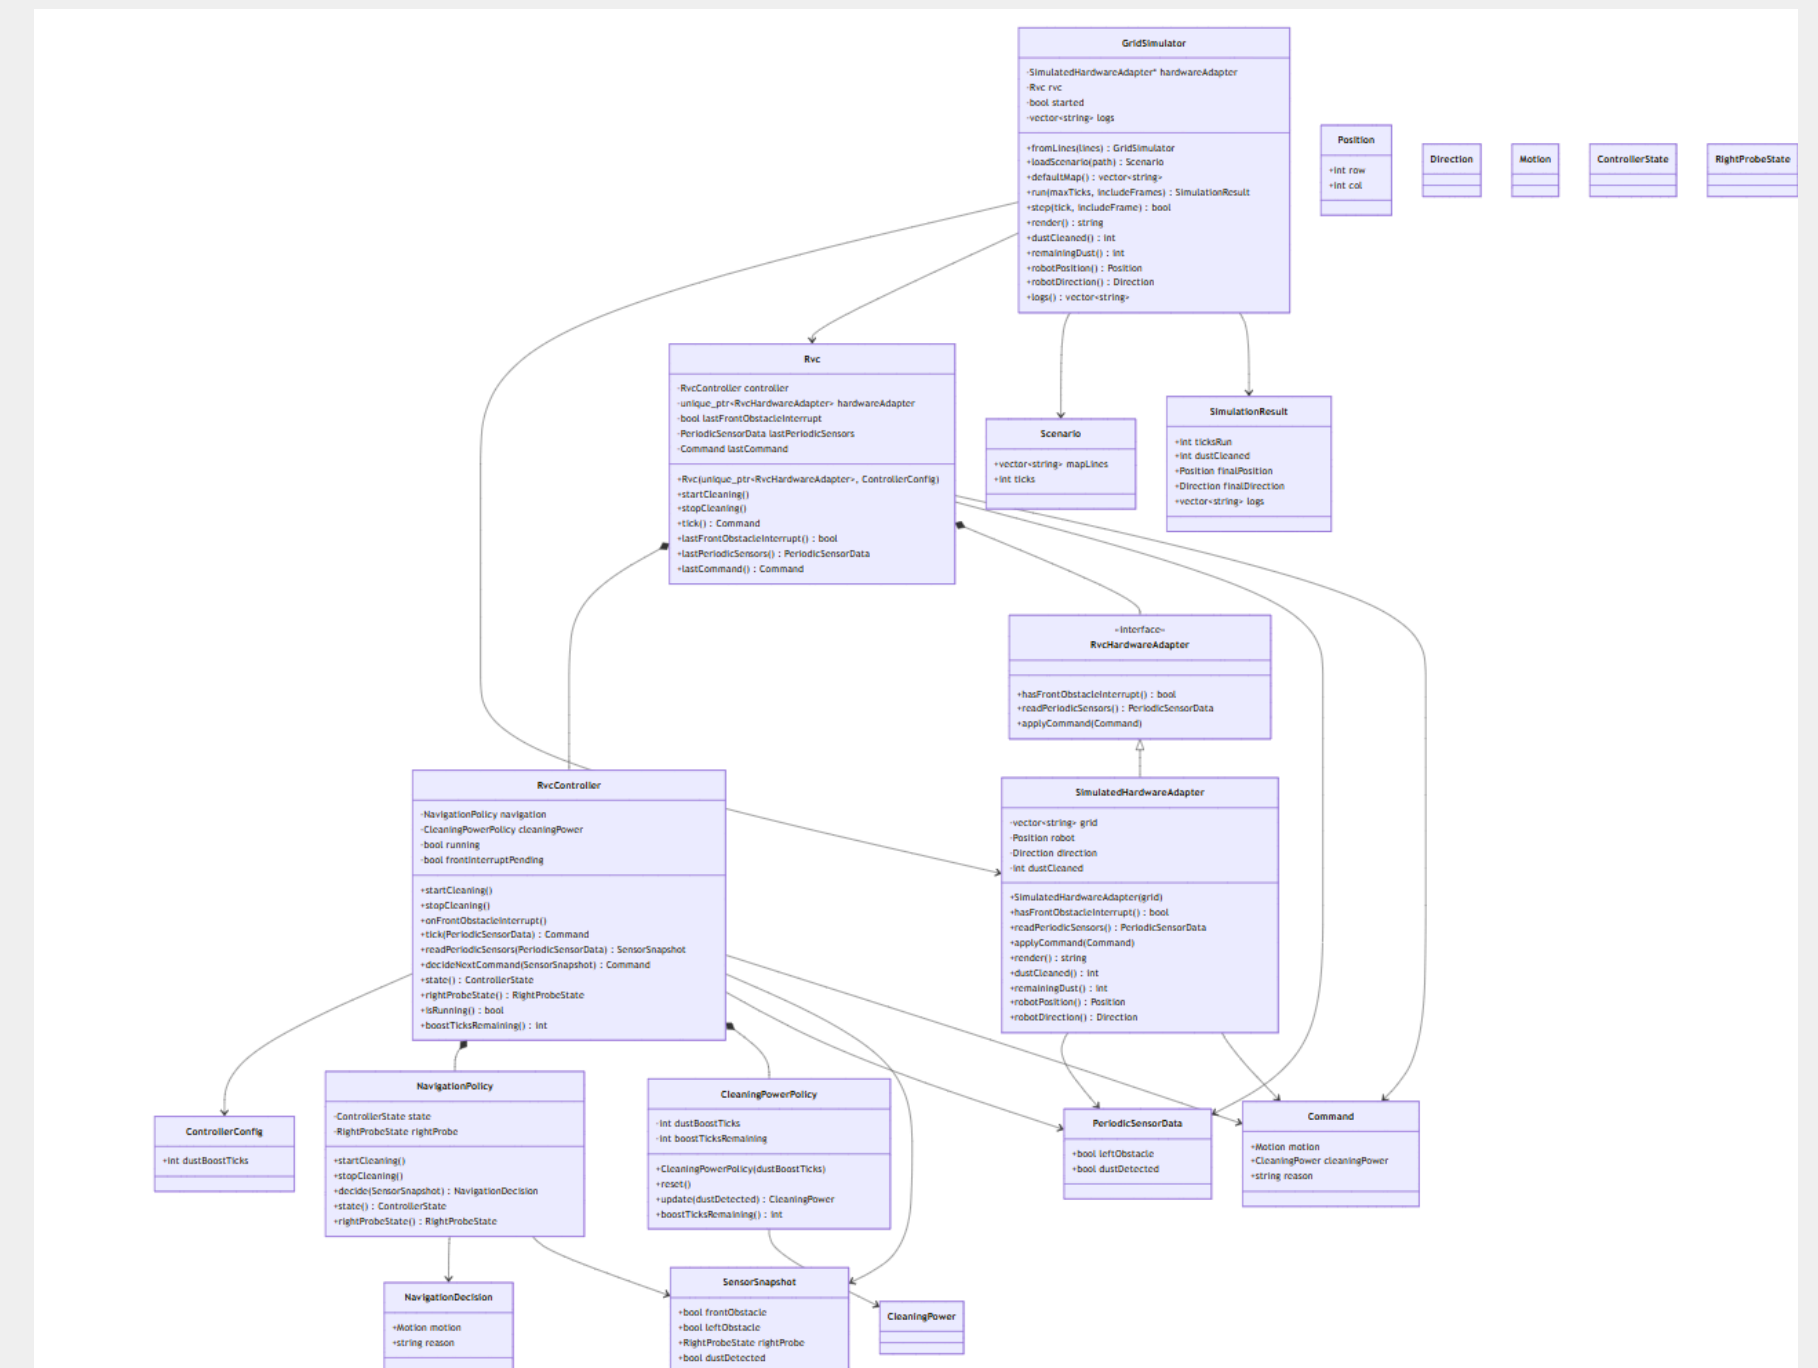 GridSimulator
-SimulatedHardwareAdapter* hardwareAdapter
-Rvc rvc
-bool started
-vector<string> logs
+fromLines(lines) : GridSimulator
+loadScenario(path) : Scenario
+defaultMap() : vector<string>
+run(maxTicks, includeFrames) : SimulationResult
+step(tick, includeFrame) : bool
+render() : string
+dustCleaned() : int
+remainingDust() : int
+robotPosition() : Position
+robotDirection() : Direction
+logs() : vector<string>
Position
+int row
+int col
Direction
Motion
ControllerState
RightProbeState
Rvc
-RvcController controller
-unique_ptr<RvcHardwareAdapter> hardwareAdapter
-bool lastFrontObstacleInterrupt
-PeriodicSensorData lastPeriodicSensors
-Command lastCommand
+Rvc(unique_ptr<RvcHardwareAdapter>, ControllerConfig)
+startCleaning()
+stopCleaning()
+tick() : Command
+lastFrontObstacleInterrupt() : bool
+lastPeriodicSensors() : PeriodicSensorData
+lastCommand() : Command
Scenario
+vector<string> mapLines
+int ticks
SimulationResult
+int ticksRun
+int dustCleaned
+Position finalPosition
+Direction finalDirection
+vector<string> logs
«interface»
RvcHardwareAdapter
+hasFrontObstacleInterrupt() : bool
+readPeriodicSensors() : PeriodicSensorData
+applyCommand(Command)
RvcController
-NavigationPolicy navigation
-CleaningPowerPolicy cleaningPower
-bool running
-bool frontInterruptPending
+startCleaning()
+stopCleaning()
+onFrontObstacleInterrupt()
+tick(PeriodicSensorData) : Command
+readPeriodicSensors(PeriodicSensorData) : SensorSnapshot
+decideNextCommand(SensorSnapshot) : Command
+state() : ControllerState
+rightProbeState() : RightProbeState
+isRunning() : bool
+boostTicksRemaining() : int
SimulatedHardwareAdapter
-vector<string> grid
-Position robot
-Direction direction
-int dustCleaned
+SimulatedHardwareAdapter(grid)
+hasFrontObstacleInterrupt() : bool
+readPeriodicSensors() : PeriodicSensorData
+applyCommand(Command)
+render() : string
+dustCleaned() : int
+remainingDust() : int
+robotPosition() : Position
+robotDirection() : Direction
ControllerConfig
+int dustBoostTicks
NavigationPolicy
-ControllerState state
-RightProbeState rightProbe
+startCleaning()
+stopCleaning()
+decide(SensorSnapshot) : NavigationDecision
+state() : ControllerState
+rightProbeState() : RightProbeState
CleaningPowerPolicy
-int dustBoostTicks
-int boostTicksRemaining
+CleaningPowerPolicy(dustBoostTicks)
+reset()
+update(dustDetected) : CleaningPower
+boostTicksRemaining() : int
PeriodicSensorData
+bool leftObstacle
+bool dustDetected
Command
+Motion motion
+CleaningPower cleaningPower
+string reason
NavigationDecision
+Motion motion
+string reason
SensorSnapshot
+bool frontObstacle
+bool leftObstacle
+RightProbeState rightProbe
+bool dustDetected
CleaningPower